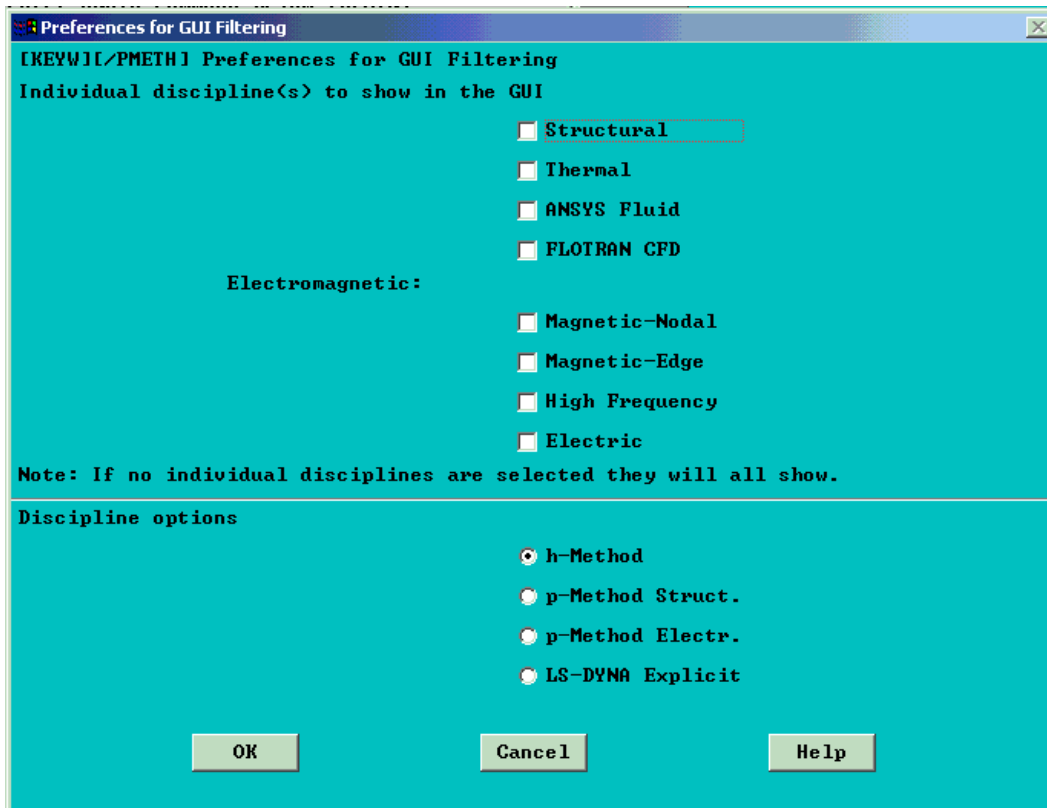 Preferences for GUI Filtering
[KEYW][/PMETH] Preferences for GUI Filtering
Individual discipline(s) to show in the GUI
Structural
Thermal
ANSYS Fluid
FLOTRAN CFD
Electromagnetic:
Magnetic-Nodal
Magnetic-Edge
High Frequency
Electric
Note: If no individual disciplines are selected they will all show.
Discipline options
h-Method
p-Method Struct.
p-Method Electr.
LS-DYNA Explicit
OK Cancel Help